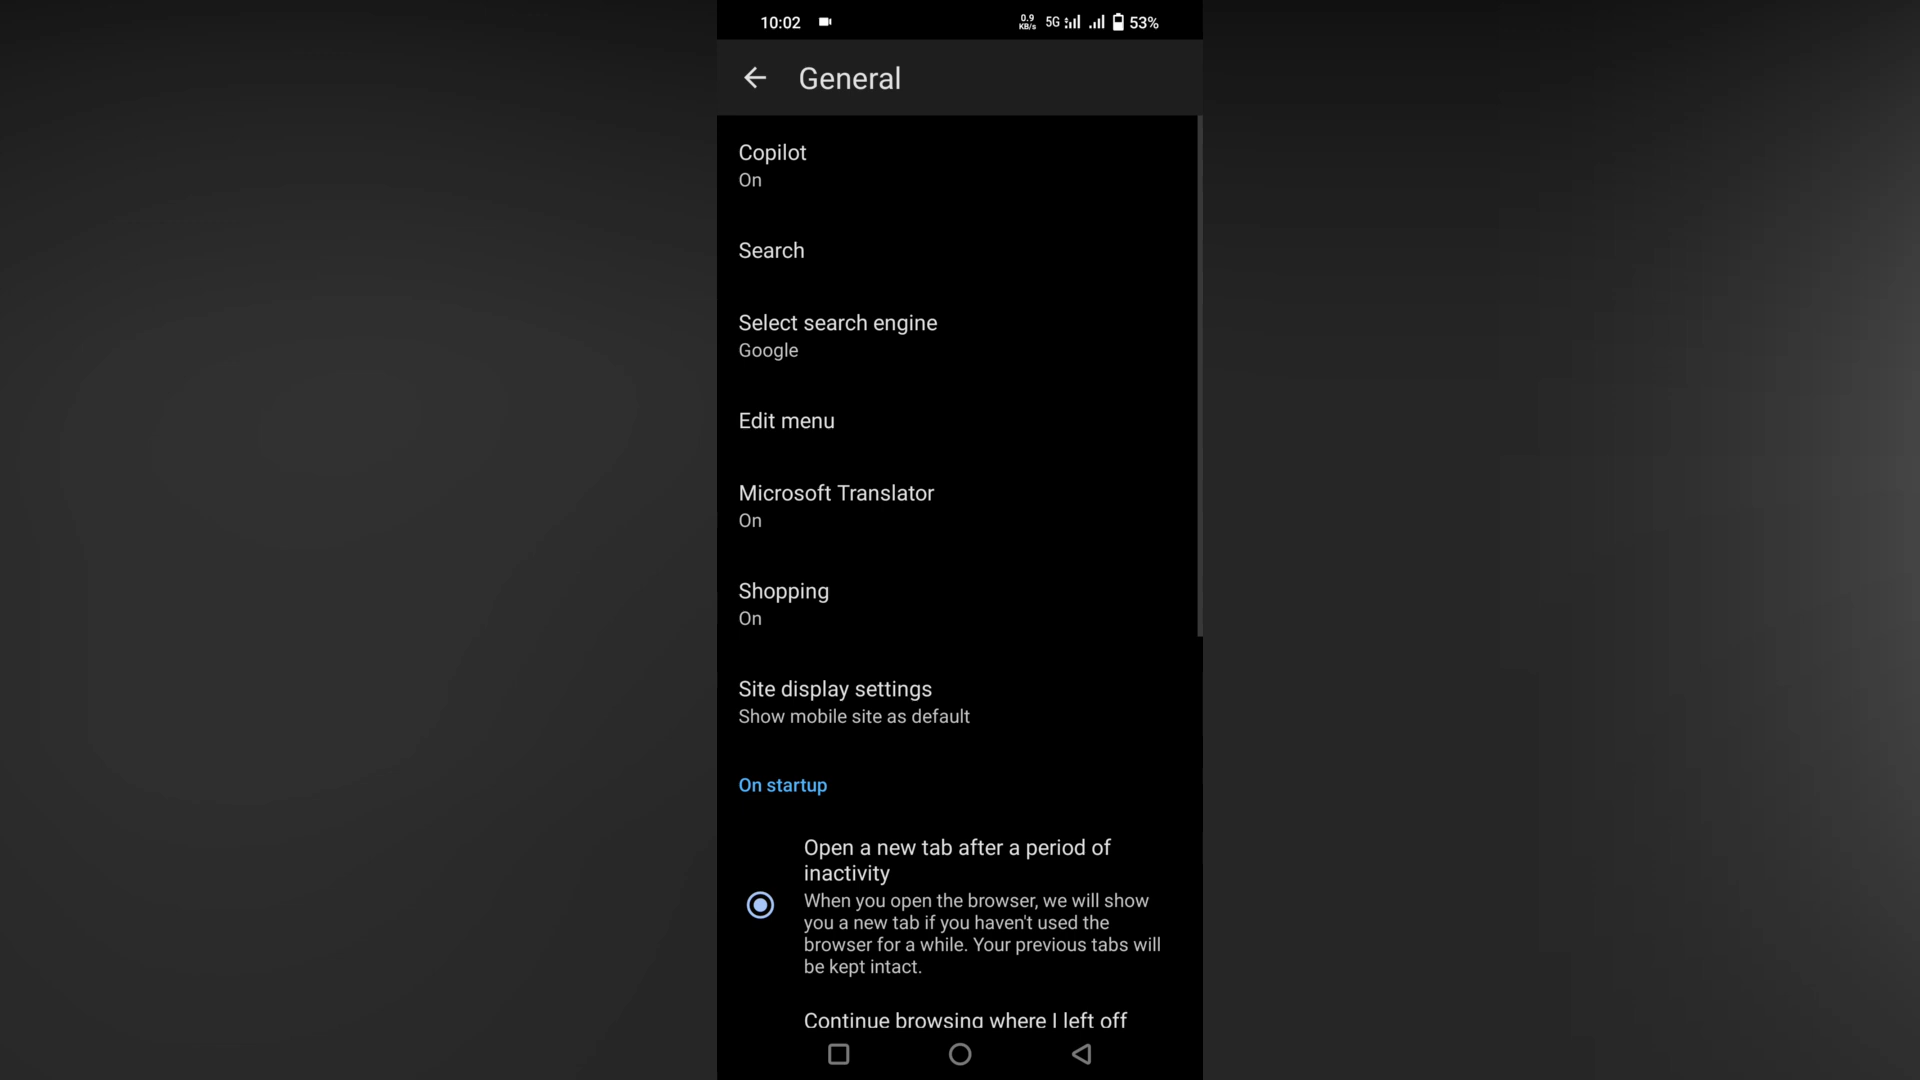 10:02
0.9
KB/s
5G
53%
General
Copilot
On
Search
Select search engine
Google
Edit menu
Microsoft Translator
On
Shopping
On
Site display settings
Show mobile site as default
On startup
Open a new tab after a period of
inactivity
When you open the browser, we will show
you a new tab if you haven't used the
browser for a while. Your previous tabs will
be kept intact.
Continue browsing where I left off